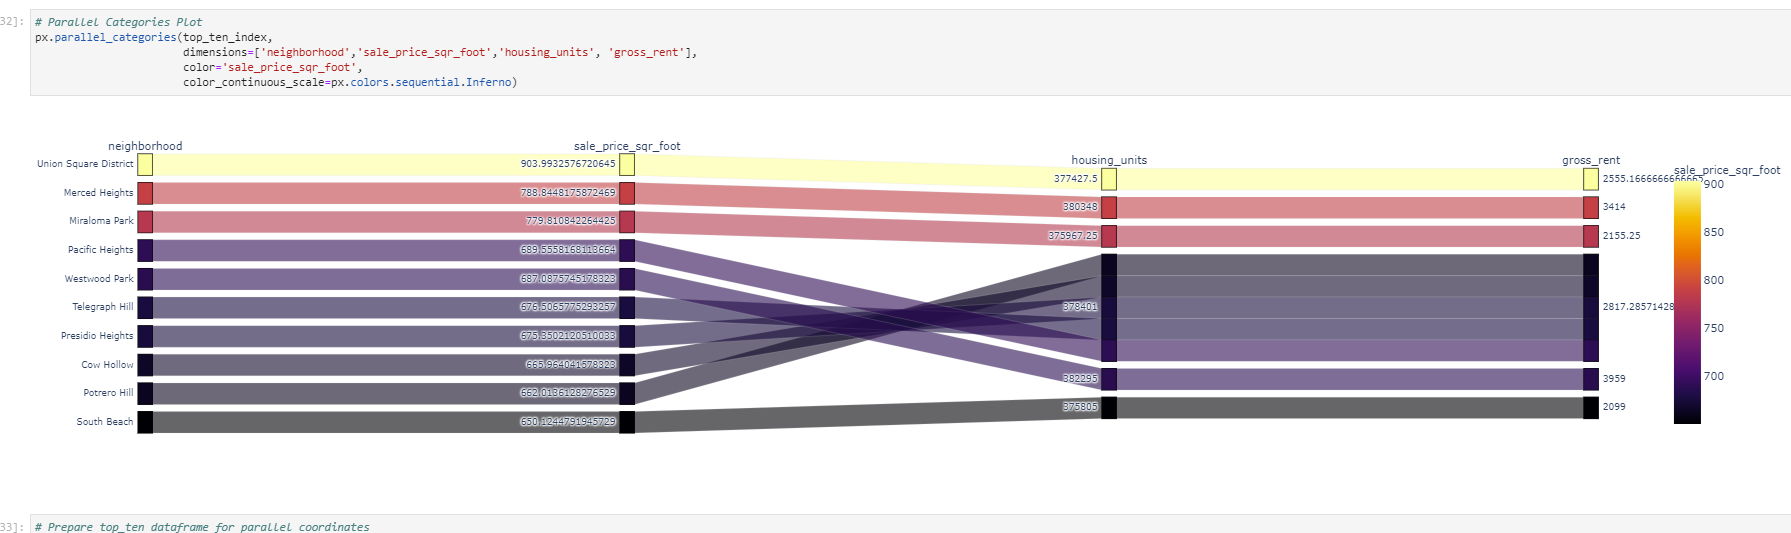 32]:
# Parallel Categories Plot
px.parallel_categories(top_ten_index,
dimensions=['neighborhood','sale_price_sqr_foot','housing_units', 'gross_rent'],
color='sale_price_sqr_foot',
color_continuous_scale=px.colors.sequential.Inferno)
neighborhood sale_price_sqr_foot housing_units gross_rent
sale_price_sqr_foot
Union Square District 903.9932576720645 377427.5 2555.1666666666665 900
Merced Heights 788.8448175872469 380348 3414
Miraloma Park 779.810842264425 375967.25 2155.25 850
Pacific Heights 689.5558168113664
Westwood Park 687.0875745178323 800
Telegraph Hill 676.5065775293257 378401 2817.28571428
Presidio Heights 675.3502120510033 750
Cow Hollow 665.964041578323
382295 3959 700
Potrero Hill 662.0136128276529
375805 2099
South Beach 650.1244791945729
33]:
# Prepare top_ten dataframe for parallel coordinates